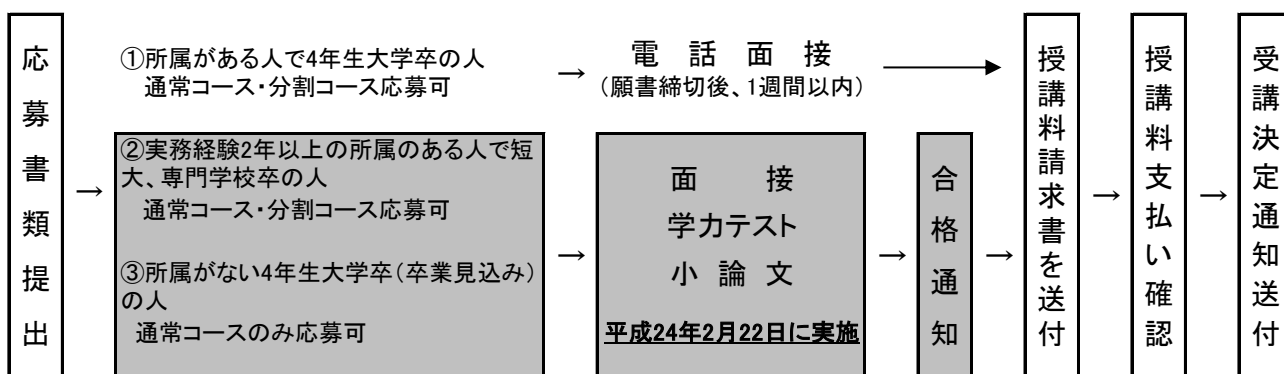 応募書類提出
→
①所属がある人で4年生大学卒の人
通常コース・分割コース応募可
→
電話面接
（願書締切後、1週間以内）
②実務経験2年以上の所属のある人で短
大、専門学校卒の人
通常コース・分割コース応募可
③所属がない4年生大学卒（卒業見込み）
の人
通常コースのみ応募可
→
面接
学力テスト
小論文
平成24年2月22日に実施
→
合格通知
→
授講料請求書を送付
→
授講料支払い確認
→
受講決定通知送付